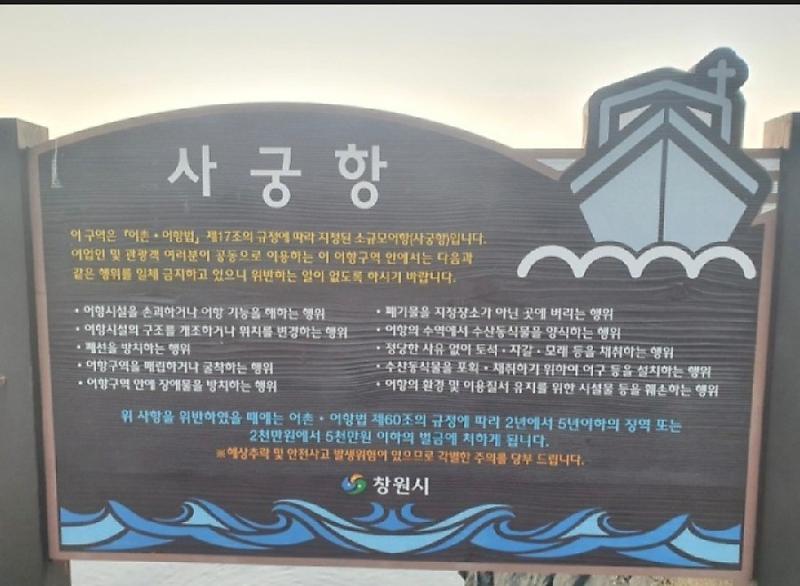 사궁항
이 구역은 「어촌·어항법」 제17조의 규정에 따라 지정된 소규모어항(사궁항)입니다.
어업인 및 관광객 여러분이 공동으로 이용하는 이 어항구역 안에서는 다음과
같은 행위를 일체 금지하고 있으니 위반하는 일이 없도록 하시기 바랍니다.
• 어항시설을 손괴하거나 어항 기능을 해하는 행위
• 어항시설의 구조를 개조하거나 위치를 변경하는 행위
• 폐선을 방치하는 행위
• 어항구역을 매립하거나 굴착하는 행위
• 어항구역 안에 장애물을 방치하는 행위
• 폐기물을 지정장소가 아닌 곳에 버리는 행위
• 어항의 수역에서 수산동식물을 양식하는 행위
• 정당한 사유 없이 토석·자갈·모래 등을 채취하는 행위
• 수산동식물을 포획·채취하기 위하여 어구 등을 설치하는 행위
• 어항의 환경 및 이용질서 유지를 위한 시설물 등을 훼손하는 행위
위 사항을 위반하였을 때에는 어촌·어항법 제60조의 규정에 따라 2년에서 5년이하의 징역 또는
2천만원에서 5천만원 이하의 벌금에 처하게 됩니다.
※해상추락 및 안전사고 발생위험이 있으므로 각별한 주의를 당부 드립니다.
창원시